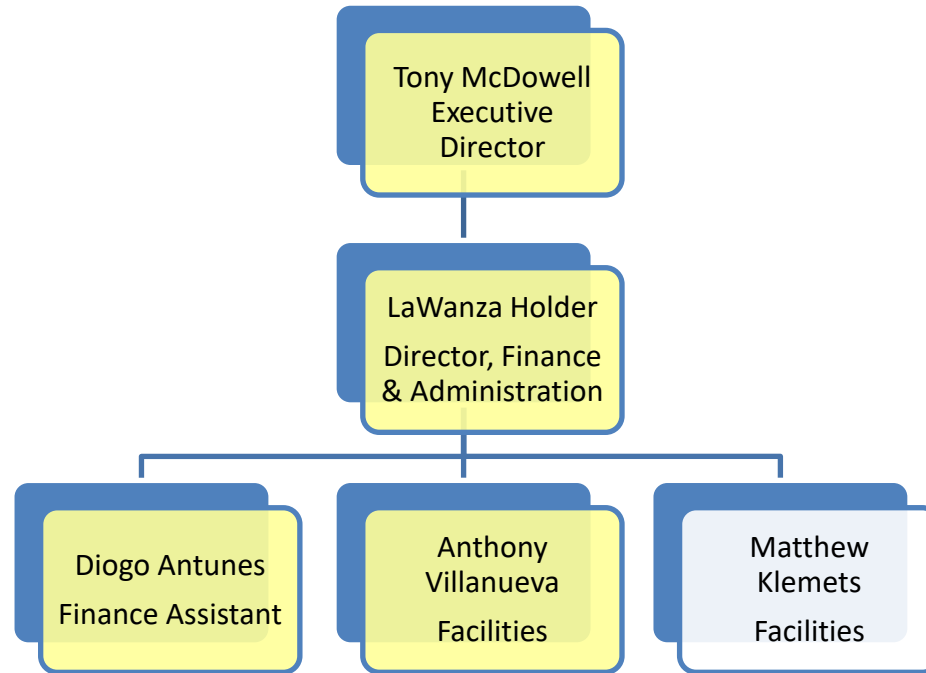 Tony McDowell
Executive
Director
LaWanza Holder
Director, Finance
& Administration
Diogo Antunes
Finance Assistant
Anthony
Villanueva
Facilities
Matthew
Klemets
Facilities